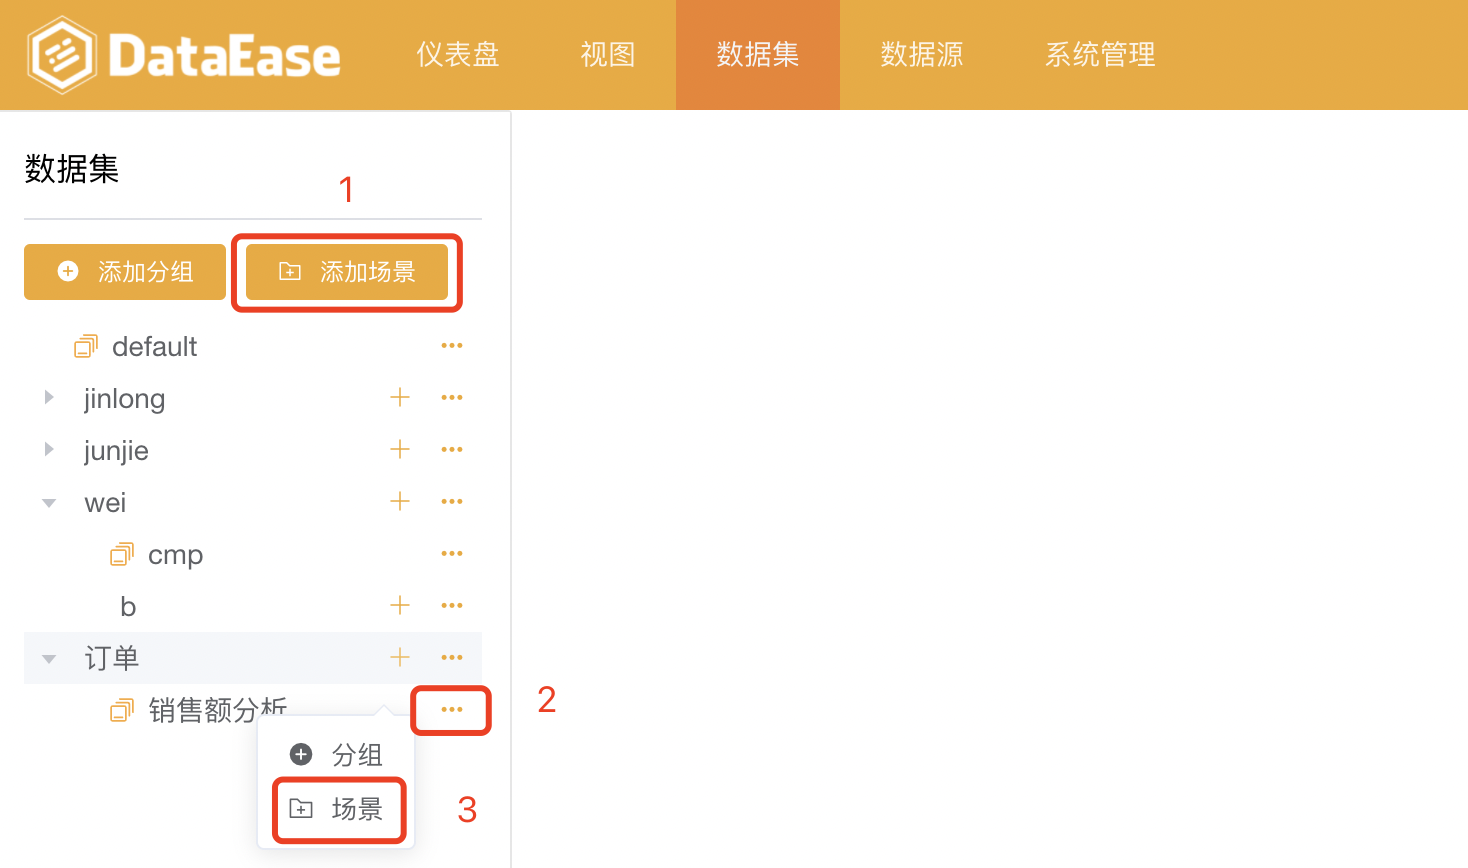 DataEase 仪表盘 视图 数据集 数据源 系统管理
数据集
1
添加分组 添加场景
default
jinlong
junjie
wei
cmp
b
订单
销售额分析
2
分组
场景
3